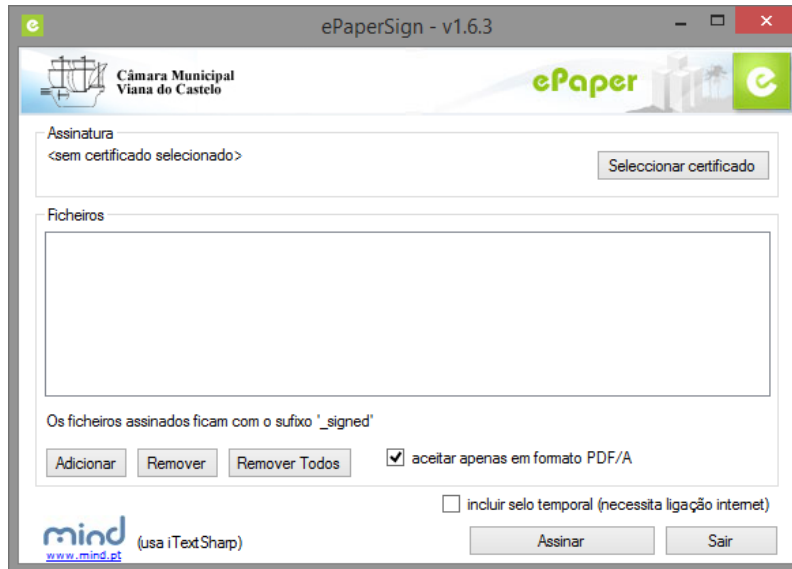 ePaperSign - v1.6.3
Câmara Municipal
Viana do Castelo
ePaper
Assinatura
<sem certificado selecionado>
Seleccionar certificado
Ficheiros
Os ficheiros assinados ficam com o sufixo '_signed'
Adicionar
Remover
Remover Todos
aceitar apenas em formato PDF/A
incluir selo temporal (necessita ligação internet)
mind
www.mind.pt
(usa iTextSharp)
Assinar
Sair